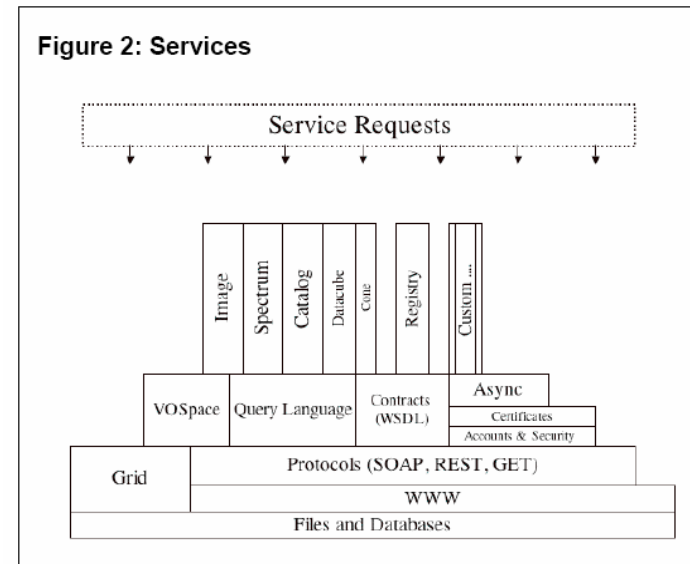 Figure 2: Services
Service Requests
Image
Spectrum
Catalog
Datacube
Cone
Registry
Custom ....
VOSpace
Query Language
Contracts
(WSDL)
Async
Certificates
Accounts & Security
Grid
Protocols (SOAP, REST, GET)
WWW
Files and Databases